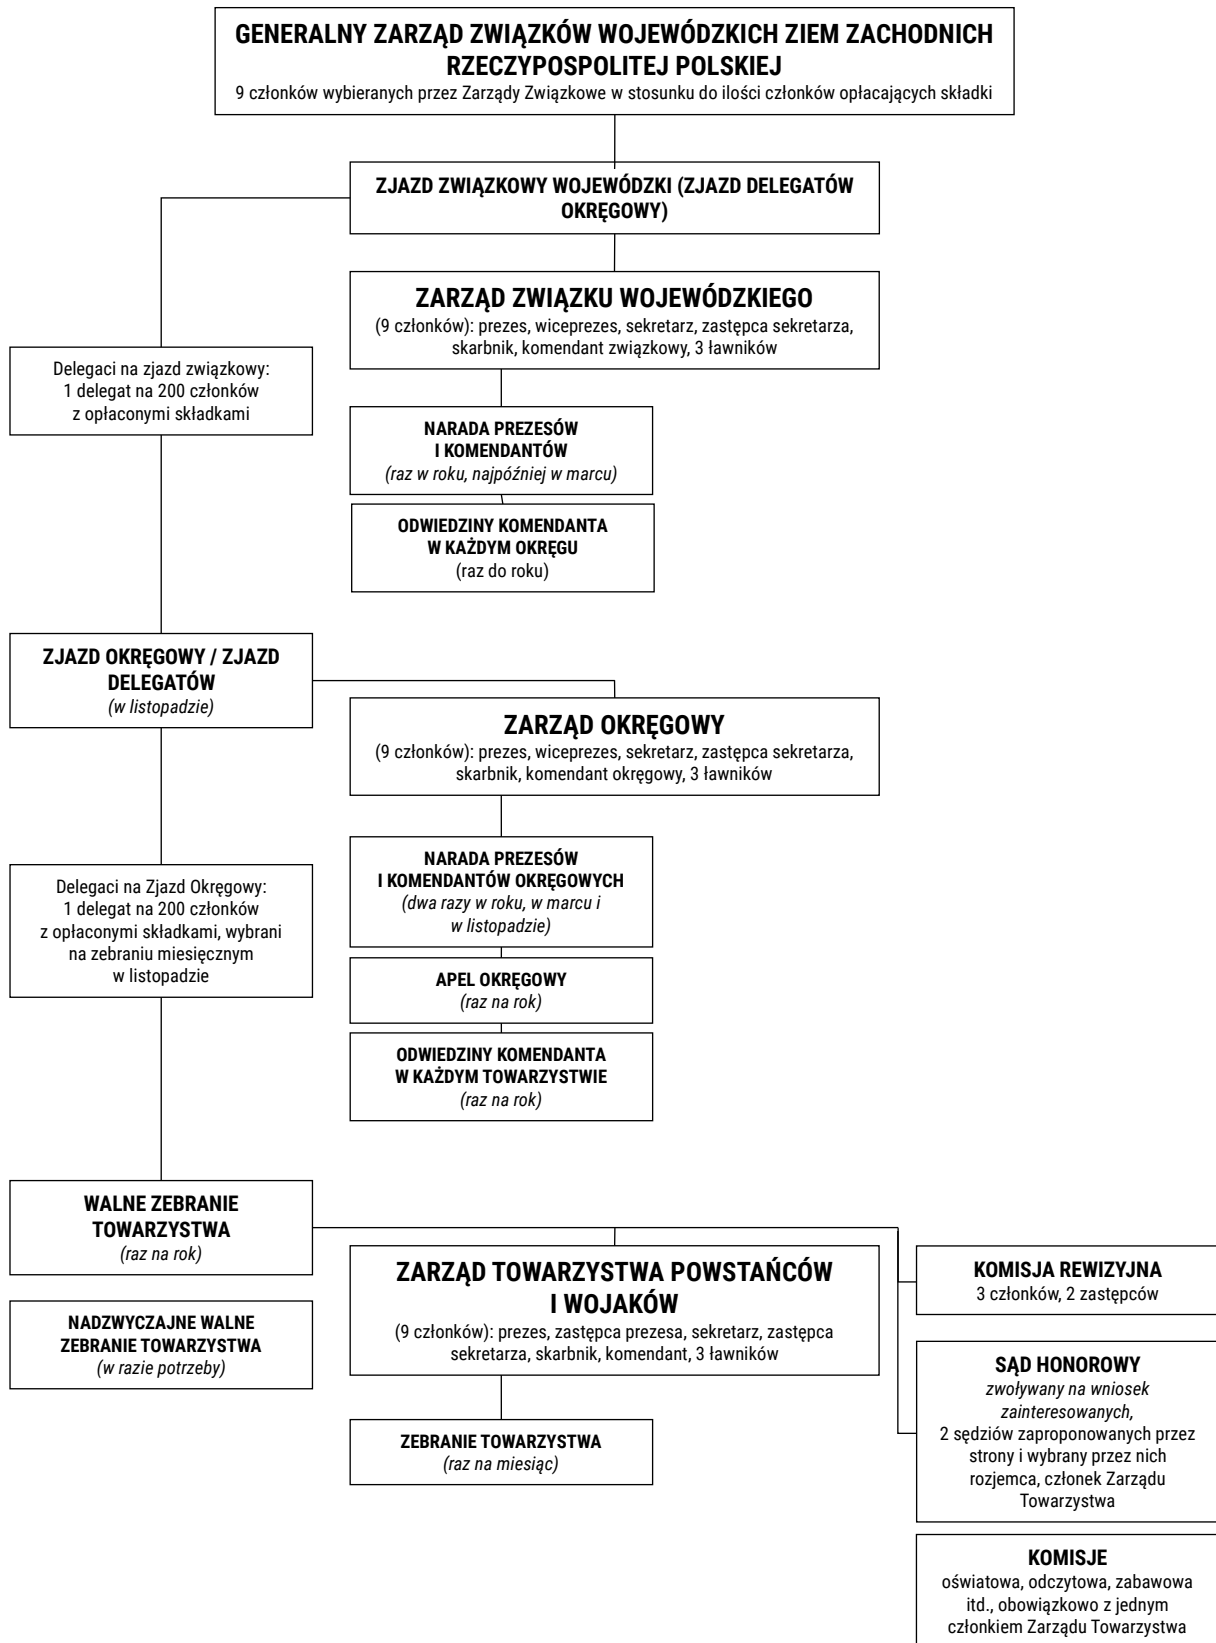 GENERALNY ZARZĄD ZWIĄZKÓW WOJEWÓDZKICH ZIEM ZACHODNICH
RZECZYPOSPOLITEJ POLSKIEJ
9 członków wybieranych przez Zarządy Związkowe w stosunku do ilości członków opłacających składki
ZJAZD ZWIĄZKOWY WOJEWÓDZKI (ZJAZD DELEGATÓW
OKRĘGOWY)
ZARZĄD ZWIĄZKU WOJEWÓDZKIEGO
(9 członków): prezes, wiceprezes, sekretarz, zastępca sekretarza,
skarbnik, komendant związkowy, 3 ławników
Delegaci na zjazd związkowy:
1 delegat na 200 członków
z opłaconymi składkami
NARADA PREZESÓW
I KOMENDANTÓW
(raz w roku, najpóźniej w marcu)
ODWIEDZINY KOMENDANTA
W KAŻDYM OKRĘGU
(raz do roku)
ZJAZD OKRĘGOWY / ZJAZD
DELEGATÓW
(w listopadzie)
ZARZĄD OKRĘGOWY
(9 członków): prezes, wiceprezes, sekretarz, zastępca sekretarza,
skarbnik, komendant okręgowy, 3 ławników
Delegaci na Zjazd Okręgowy:
1 delegat na 200 członków
z opłaconymi składkami, wybrani
na zebraniu miesięcznym
w listopadzie
NARADA PREZESÓW
I KOMENDANTÓW OKRĘGOWYCH
(dwa razy w roku, w marcu i
w listopadzie)
APEL OKRĘGOWY
(raz na rok)
ODWIEDZINY KOMENDANTA
W KAŻDYM TOWARZYSTWIE
(raz na rok)
WALNE ZEBRANIE
TOWARZYSTWA
(raz na rok)
NADZWYCZAJNE WALNE
ZEBRANIE TOWARZYSTWA
(w razie potrzeby)
ZARZĄD TOWARZYSTWA POWSTAŃCÓW
I WOJAKÓW
(9 członków): prezes, zastępca prezesa, sekretarz, zastępca
sekretarza, skarbnik, komendant, 3 ławników
ZEBRANIE TOWARZYSTWA
(raz na miesiąc)
KOMISJA REWIZYJNA
3 członków, 2 zastępców
SĄD HONOROWY
zwoływany na wniosek
zainteresowanych,
2 sędziów zaproponowanych przez
strony i wybrany przez nich
rozjemca, członek Zarządu
Towarzystwa
KOMISJE
oświatowa, odczytowa, zabawowa
itd., obowiązkowo z jednym
członkiem Zarządu Towarzystwa